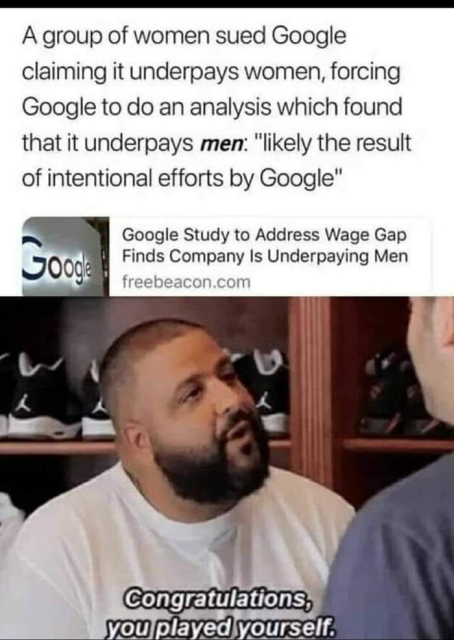 A group of women sued Google
claiming it underpays women, forcing
Google to do an analysis which found
that it underpays men: "likely the result
of intentional efforts by Google"
Google
Google Study to Address Wage Gap
Finds Company Is Underpaying Men
freebeacon.com
Congratulations,
you played yourself.